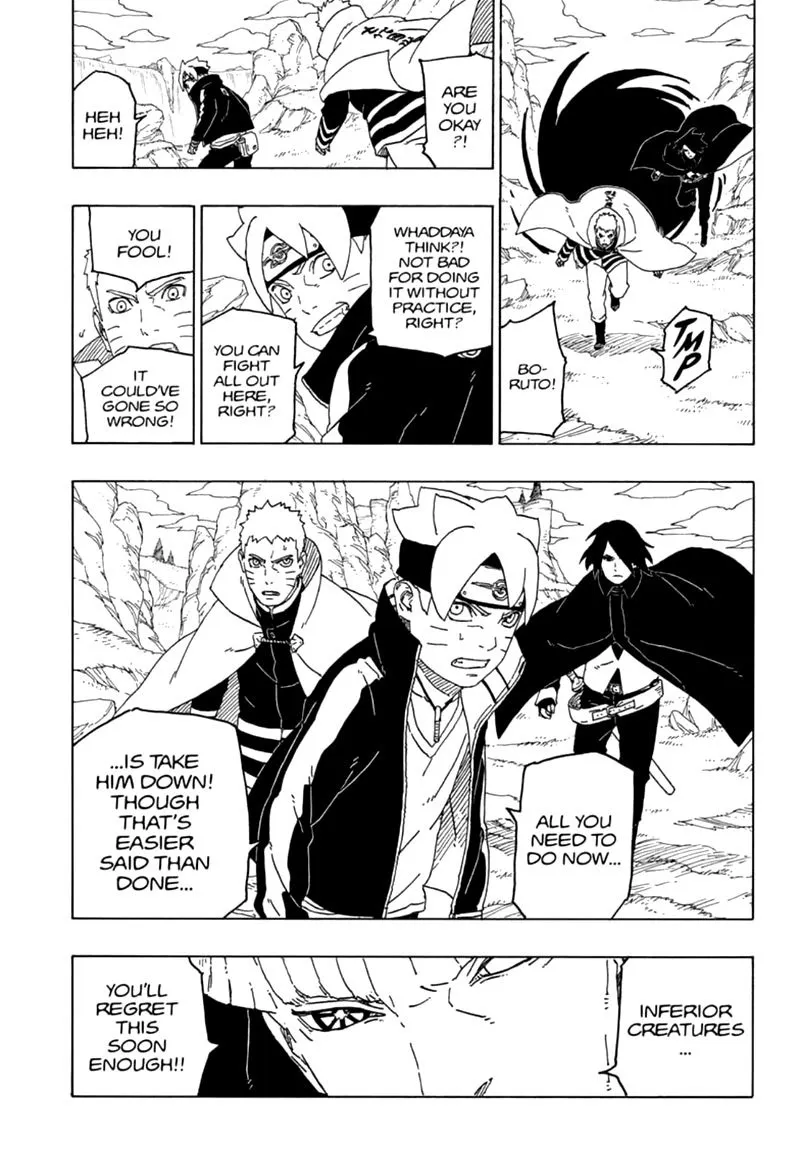 BO-
RUTO!
TMP
ARE
YOU
OKAY
?!
HEH
HEH!
WHADDAYA
THINK?!
NOT BAD
FOR DOING
IT WITHOUT
PRACTICE,
RIGHT?
YOU CAN
FIGHT
ALL OUT
HERE,
RIGHT?
YOU
FOOL!
IT
COULD'VE
GONE SO
WRONG!
ALL YOU
NEED TO
DO NOW...
...IS TAKE
HIM DOWN!
THOUGH
THAT'S
EASIER
SAID THAN
DONE...
INFERIOR
CREATURES
...
YOU'LL
REGRET
THIS
SOON
ENOUGH!!